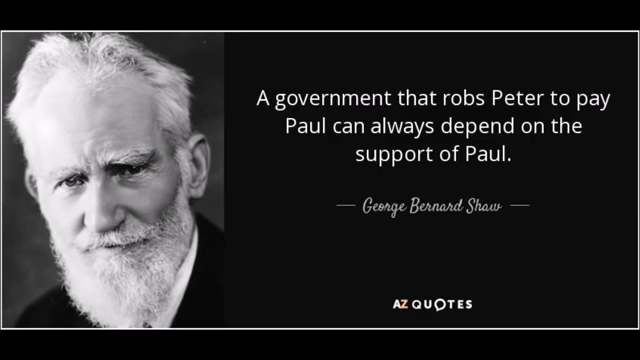 A government that robs Peter to pay
Paul can always depend on the
support of Paul.
George Bernard Shaw
AZ QUOTES